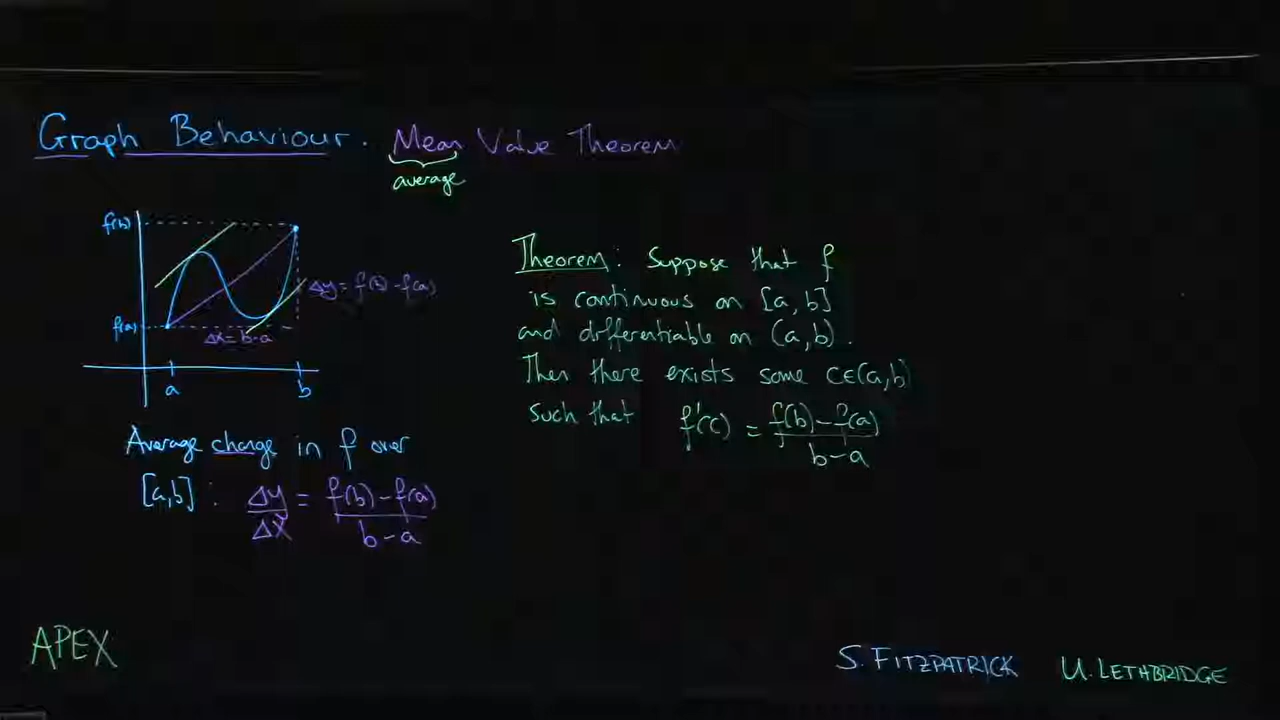 Graph Behaviour. Mean Value Theorem
average
f(b)
Δy = f(b) - f(a)
f(a)
Δx = b-a
a
b
Average change in f over
[a,b] : Δy/Δx = f(b) - f(a) / b-a
Theorem: Suppose that f
is continuous on [a,b]
and differentiable on (a,b).
Then there exists some c∈(a,b)
such that f'(c) = f(b) - f(a) / b-a
APEX
S. FITZPATRICK
U. LETHBRIDGE